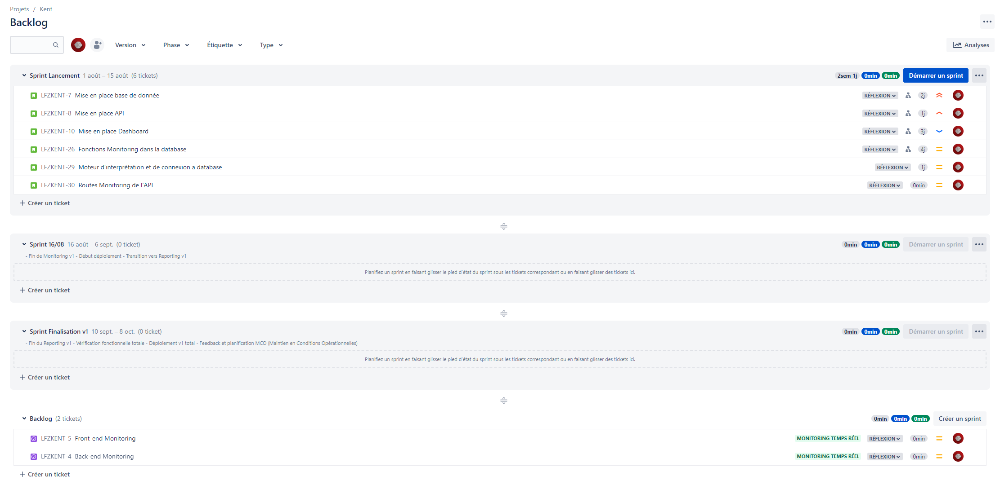 Projets / Kent
Backlog
Version Phase Étiquette Type Analyses
Sprint Lancement 1 août – 15 août (6 tickets) 2sem 1j 0min 0min Démarrer un sprint
LFZKENT-7 Mise en place base de donnée RÉFLEXION 2j
LFZKENT-8 Mise en place API RÉFLEXION 1j
LFZKENT-10 Mise en place Dashboard RÉFLEXION 3j
LFZKENT-26 Fonctions Monitoring dans la database RÉFLEXION 4j
LFZKENT-29 Moteur d'interprétation et de connexion a database RÉFLEXION 1j
LFZKENT-30 Routes Monitoring de l'API RÉFLEXION 0min
Créer un ticket
Sprint 16/08 16 août – 6 sept. (0 ticket) 0min 0min 0min Démarrer un sprint
- Fin de Monitoring v1 - Début déploiement - Transition vers Reporting v1
Planifiez un sprint en faisant glisser le pied d'état du sprint sous les tickets correspondant ou en faisant glisser des tickets ici.
Créer un ticket
Sprint Finalisation v1 10 sept. – 8 oct. (0 ticket) 0min 0min 0min Démarrer un sprint
- Fin du Reporting v1 - Vérification fonctionnelle totale - Déploiement v1 total - Feedback et planification MCO (Maintien en Conditions Opérationnelles)
Planifiez un sprint en faisant glisser le pied d'état du sprint sous les tickets correspondant ou en faisant glisser des tickets ici.
Créer un ticket
Backlog (2 tickets) 0min 0min 0min Créer un sprint
LFZKENT-5 Front-end Monitoring MONITORING TEMPS RÉEL RÉFLEXION 0min
LFZKENT-4 Back-end Monitoring MONITORING TEMPS RÉEL RÉFLEXION 0min
Créer un ticket